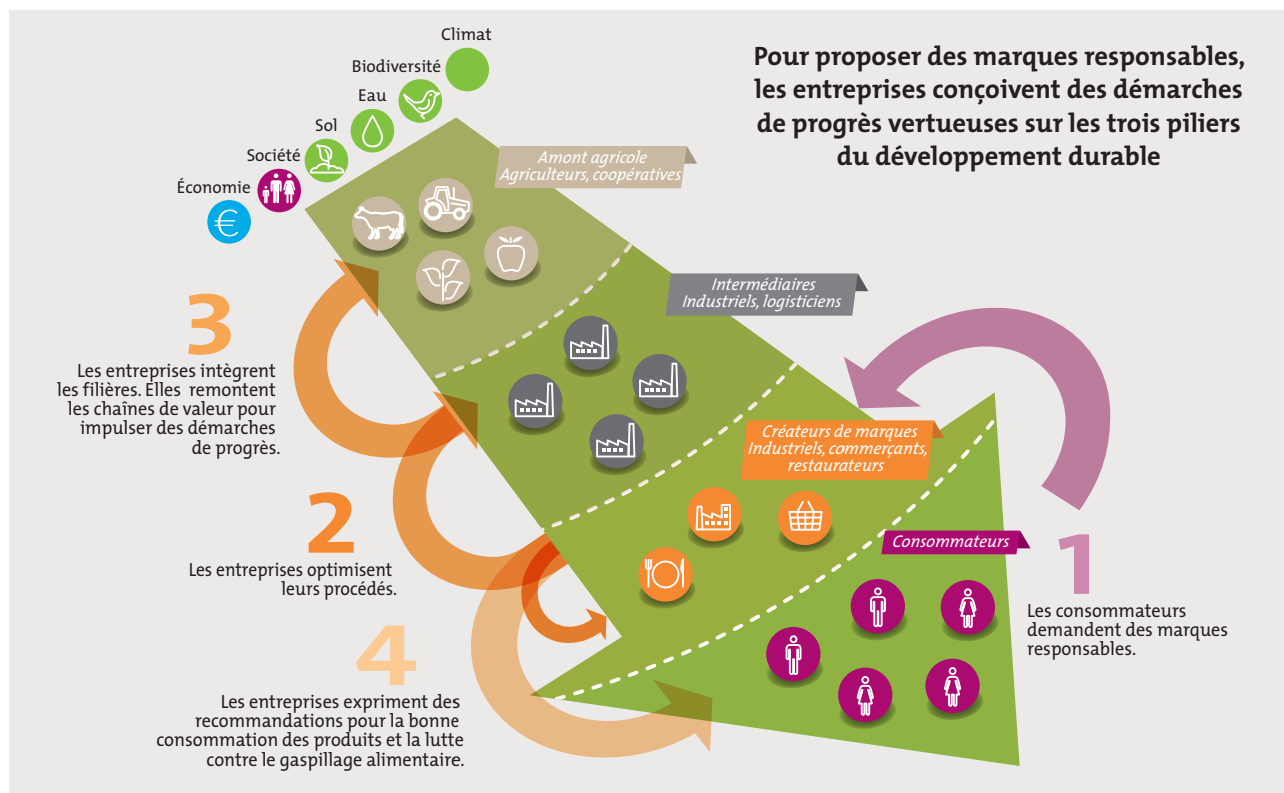 Pour proposer des marques responsables,
les entreprises conçoivent des démarches
de progrès vertueuses sur les trois piliers
du développement durable
Climat
Biodiversité
Eau
Sol
Société
Économie
€
Amont agricole
Agriculteurs, coopératives
Intermédiaires
Industriels, logisticiens
Créateurs de marques
Industriels, commerçants,
restaurateurs
Consommateurs
1
Les consommateurs
demandent des marques
responsables.
2
Les entreprises optimisent
leurs procédés.
3
Les entreprises intègrent
les filières. Elles remontent
les chaînes de valeur pour
impulser des démarches
de progrès.
4
Les entreprises expriment des
recommandations pour la bonne
consommation des produits et la lutte
contre le gaspillage alimentaire.